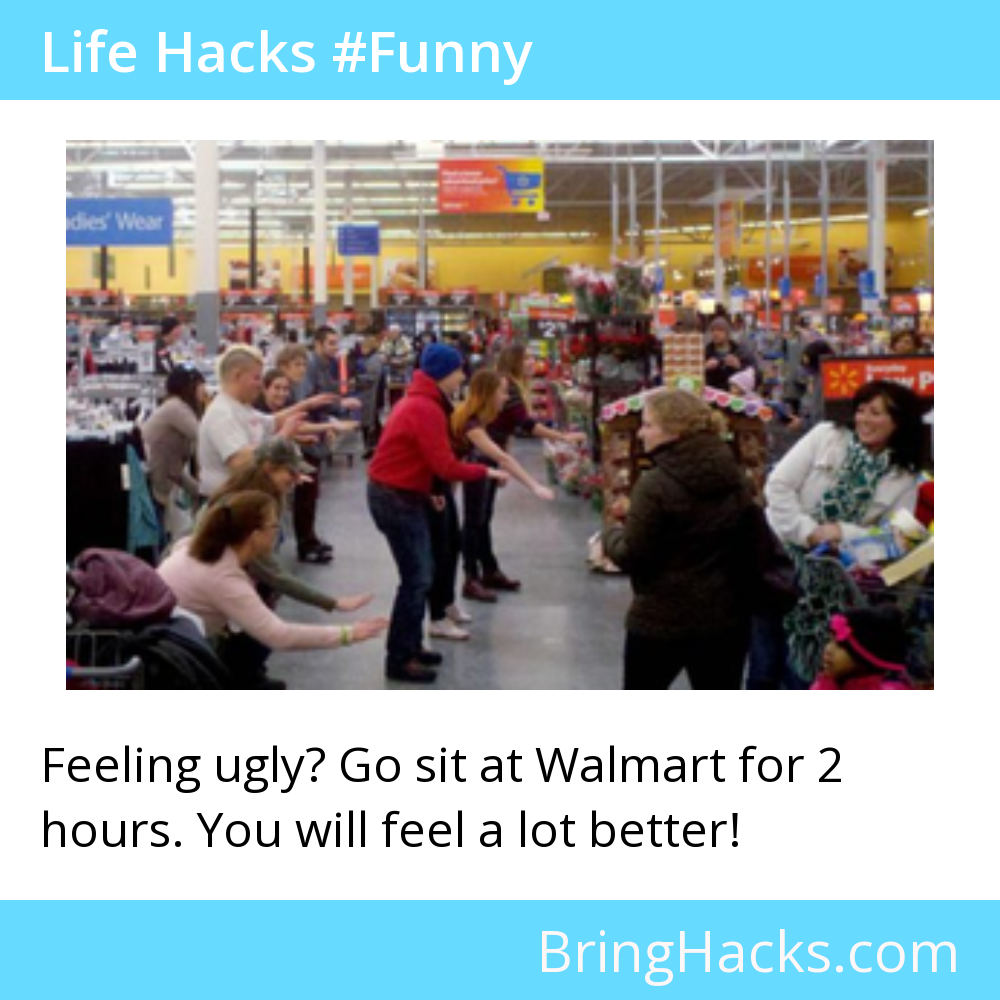 Life Hacks #Funny
dies' Wear
2
Feeling ugly? Go sit at Walmart for 2
hours. You will feel a lot better!
BringHacks.com